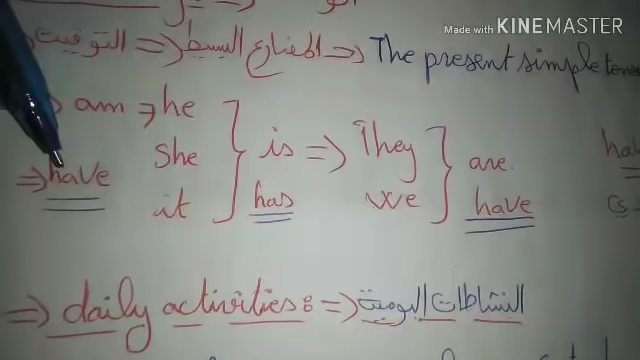 Made with KINEMASTER
التوقيت <= المضارع البسيط <= The present simple tense
am => he
she } is => They } are
=> have it has we have
=> daily activities: => النشاطات اليومية